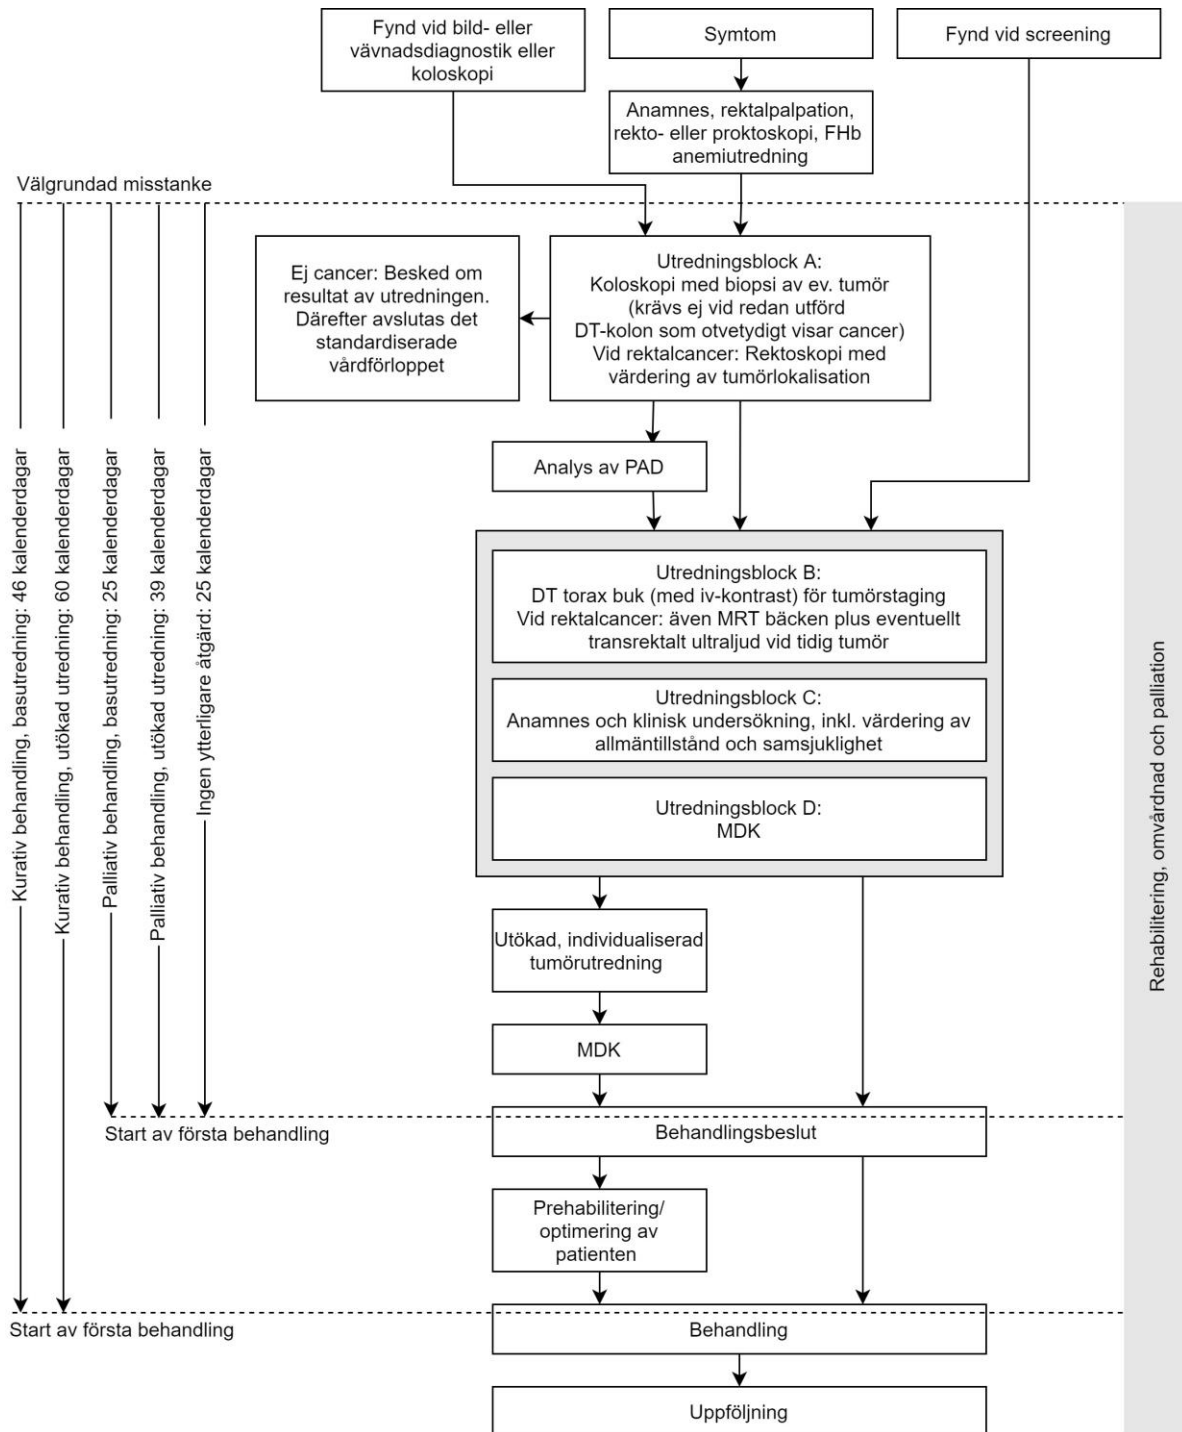 Fynd vid bild- eller
vävnadsdiagnostik eller
koloskopi
Symtom
Fynd vid screening
Anamnes, rektalpalpation,
rekto- eller proktoskopi, FHb
anemiutredning
Välgrundad misstanke
Ej cancer: Besked om
resultat av utredningen.
Därefter avslutas det
standardiserade
vårdförloppet
Utredningsblock A:
Koloskopi med biopsi av ev. tumör
(krävs ej vid redan utförd
DT-kolon som otvetydigt visar cancer)
Vid rektalcancer: Rektoskopi med
värdering av tumörlokalisation
Analys av PAD
Utredningsblock B:
DT torax buk (med iv-kontrast) för tumörstaging
Vid rektalcancer: även MRT bäcken plus eventuellt
transrektalt ultraljud vid tidig tumör
Utredningsblock C:
Anamnes och klinisk undersökning, inkl. värdering av
allmäntillstånd och samsjuklighet
Utredningsblock D:
MDK
Kurativ behandling, basutredning: 46 kalenderdagar
Kurativ behandling, utökad utredning: 60 kalenderdagar
Palliativ behandling, basutredning: 25 kalenderdagar
Palliativ behandling, utökad utredning: 39 kalenderdagar
Ingen ytterligare åtgärd: 25 kalenderdagar
Rehabilitering, omvårdnad och palliation
Utökad, individualiserad
tumörutredning
MDK
Start av första behandling
Behandlingsbeslut
Prehabilitering/
optimering av
patienten
Start av första behandling
Behandling
Uppföljning